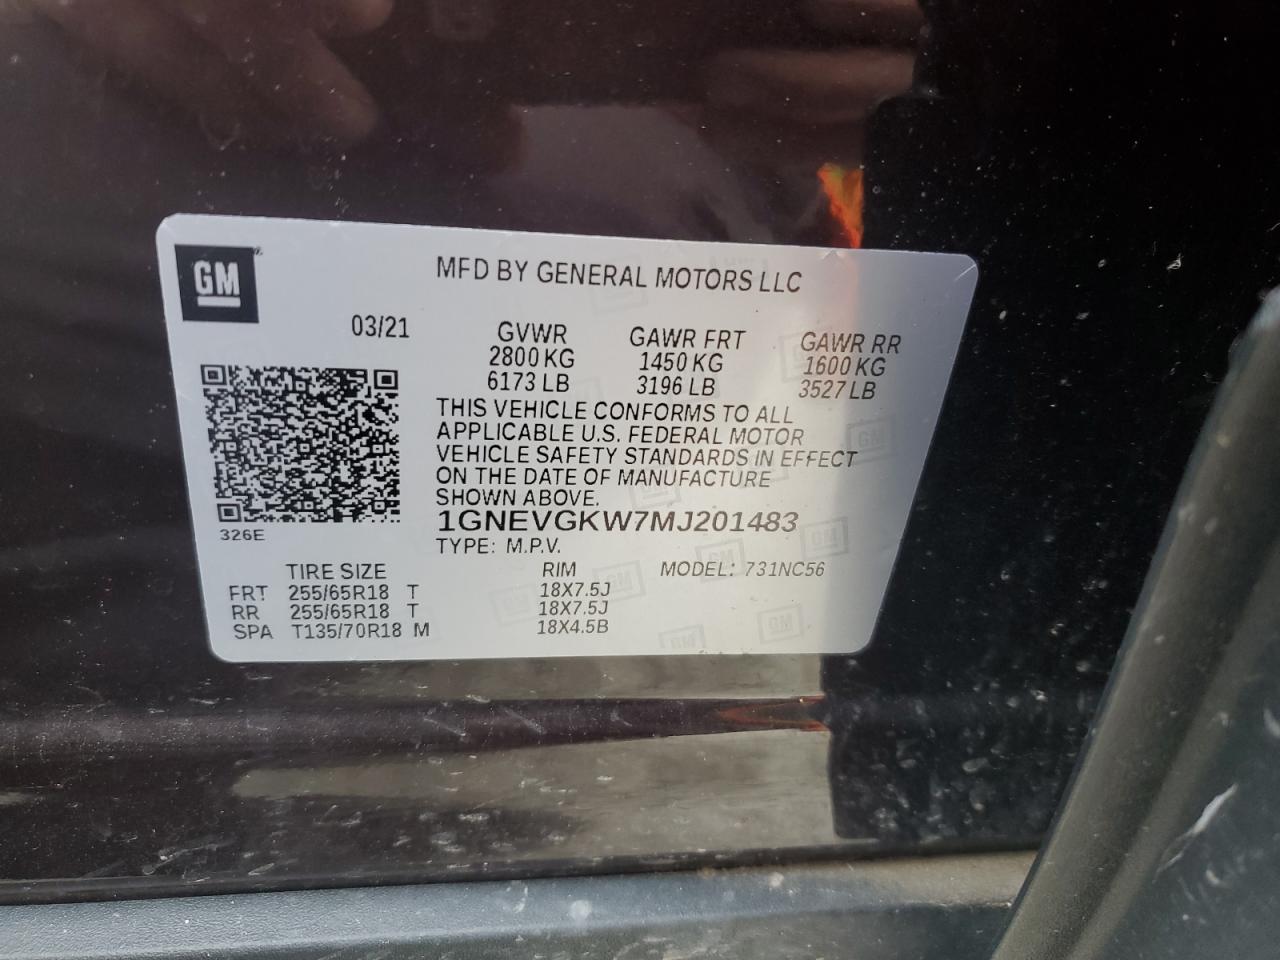 GM
MFD BY GENERAL MOTORS LLC
03/21
GVWR GAWR FRT GAWR RR
2800 KG 1450 KG 1600 KG
6173 LB 3196 LB 3527 LB
THIS VEHICLE CONFORMS TO ALL
APPLICABLE U.S. FEDERAL MOTOR
VEHICLE SAFETY STANDARDS IN EFFECT
ON THE DATE OF MANUFACTURE
SHOWN ABOVE.
326E
1GNEVGKW7MJ201483
TYPE: M.P.V.
TIRE SIZE RIM MODEL: 731NC56
FRT 255/65R18 T 18X7.5J
RR 255/65R18 T 18X7.5J
SPA T135/70R18 M 18X4.5B